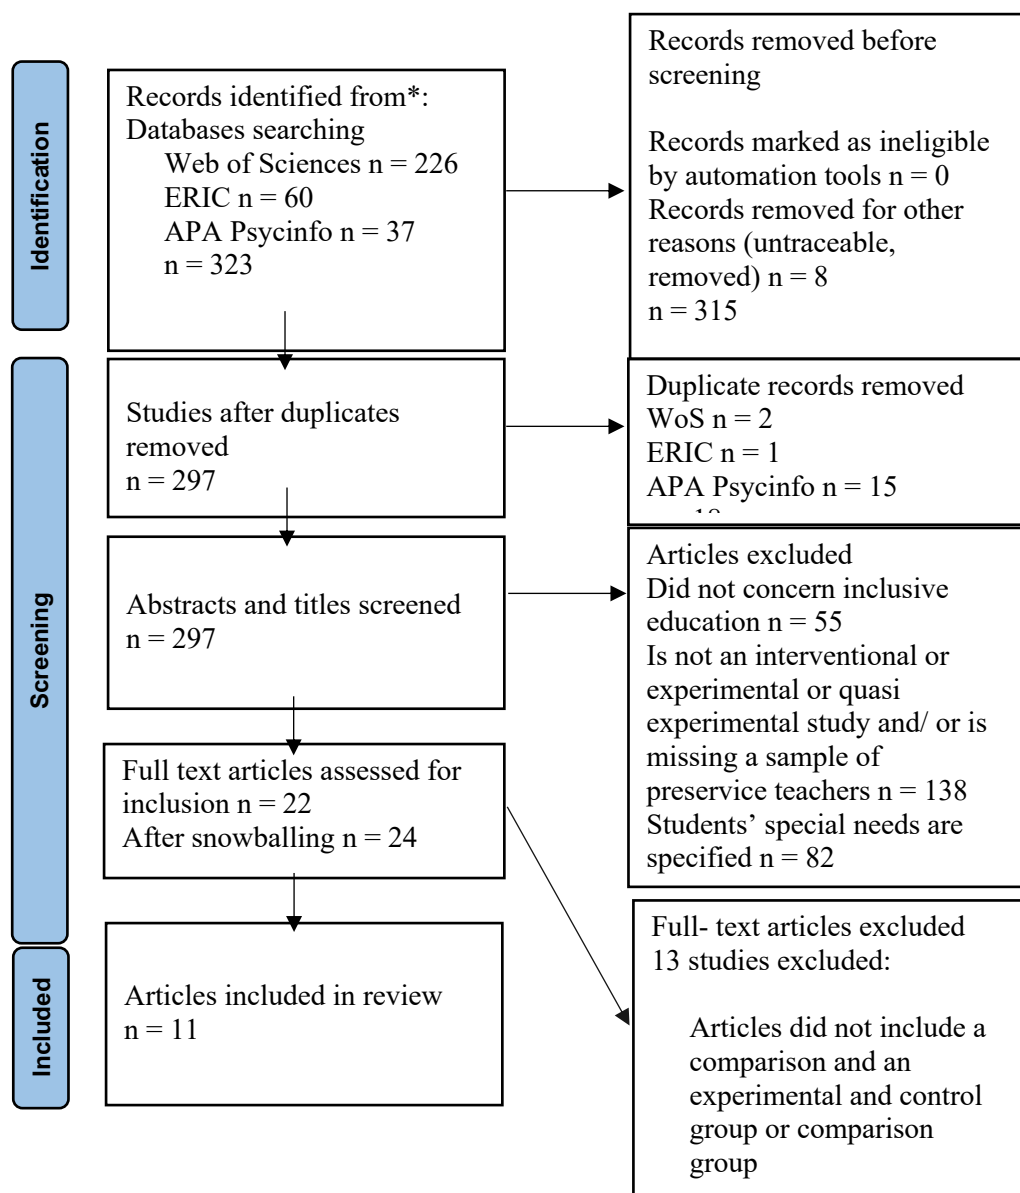 Identification
Records identified from*:
Databases searching
Web of Sciences n = 226
ERIC n = 60
APA Psycinfo n = 37
n = 323
Records removed before
screening
Records marked as ineligible
by automation tools n = 0
Records removed for other
reasons (untraceable,
removed) n = 8
n = 315
Screening
Studies after duplicates
removed
n = 297
Duplicate records removed
WoS n = 2
ERIC n = 1
APA Psycinfo n = 15
Abstracts and titles screened
n = 297
Articles excluded
Did not concern inclusive
education n = 55
Is not an interventional or
experimental or quasi
experimental study and/ or is
missing a sample of
preservice teachers n = 138
Students’ special needs are
specified n = 82
Full text articles assessed for
inclusion n = 22
After snowballing n = 24
Full- text articles excluded
13 studies excluded:
Articles did not include a
comparison and an
experimental and control
group or comparison
group
Included
Articles included in review
n = 11